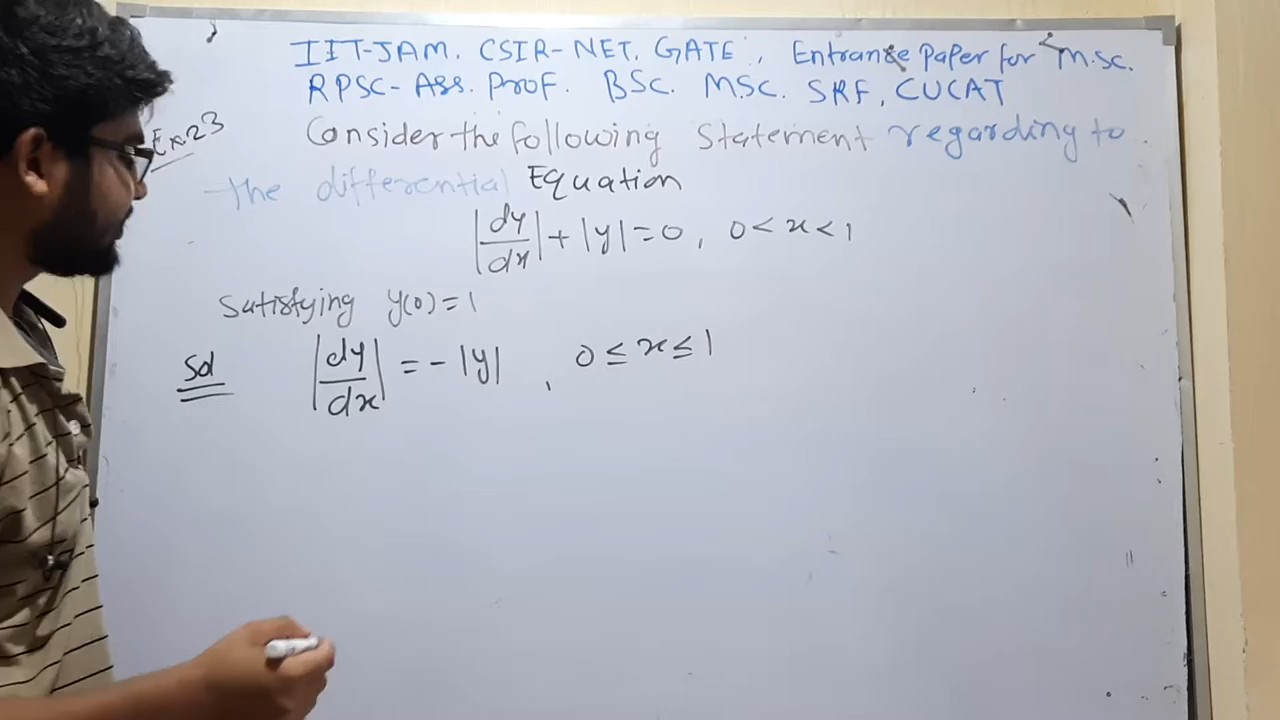 IIT-JAM. CSIR-NET. GATE, Entrance Paper for M.SC.
RPSC-Ass. Prof. BSc. MSC. SRF, CUCAT
Ex.23 Consider the following Statement regarding to
the differential Equation
|dy/dx| + |y| = 0, 0 < x < 1
Satisfying y(0) = 1
Sol |dy/dx| = -|y| , 0 ≤ x ≤ 1